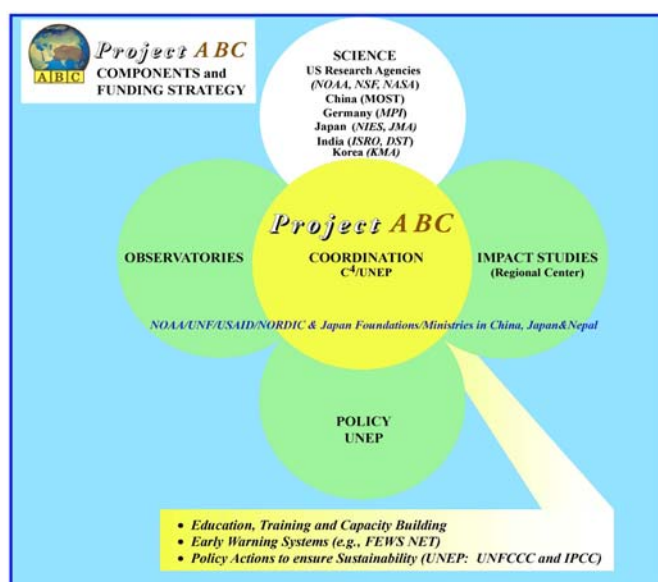 Project ABC
COMPONENTS and
FUNDING STRATEGY
ABC
SCIENCE
US Research Agencies
(NOAA, NSF, NASA)
China (MOST)
Germany (MPI)
Japan (NIES, JMA)
India (ISRO, DST)
Korea (KMA)
Project ABC
OBSERVATORIES
COORDINATION
C⁴/UNEP
IMPACT STUDIES
(Regional Center)
NOAA/UNF/USAID/NORDIC & Japan Foundations/Ministries in China, Japan&Nepal
POLICY
UNEP
• Education, Training and Capacity Building
• Early Warning Systems (e.g., FEWS NET)
• Policy Actions to ensure Sustainability (UNEP: UNFCCC and IPCC)